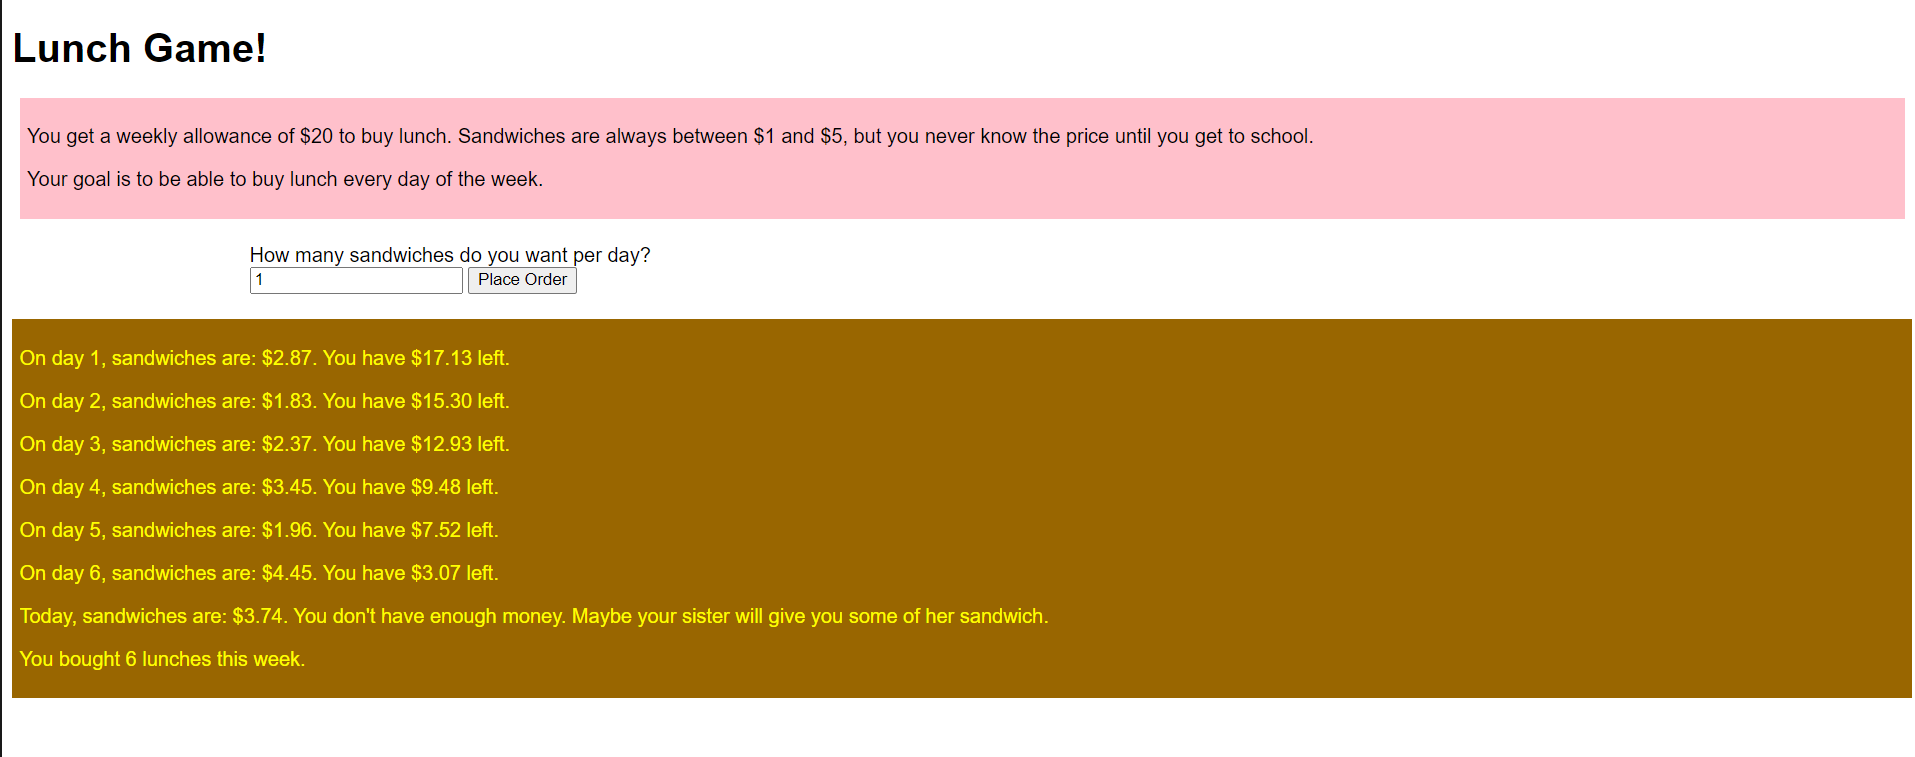 Lunch Game!
You get a weekly allowance of $20 to buy lunch. Sandwiches are always between $1 and $5, but you never know the price until you get to school.
Your goal is to be able to buy lunch every day of the week.
How many sandwiches do you want per day?
1 Place Order
On day 1, sandwiches are: $2.87. You have $17.13 left.
On day 2, sandwiches are: $1.83. You have $15.30 left.
On day 3, sandwiches are: $2.37. You have $12.93 left.
On day 4, sandwiches are: $3.45. You have $9.48 left.
On day 5, sandwiches are: $1.96. You have $7.52 left.
On day 6, sandwiches are: $4.45. You have $3.07 left.
Today, sandwiches are: $3.74. You don't have enough money. Maybe your sister will give you some of her sandwich.
You bought 6 lunches this week.